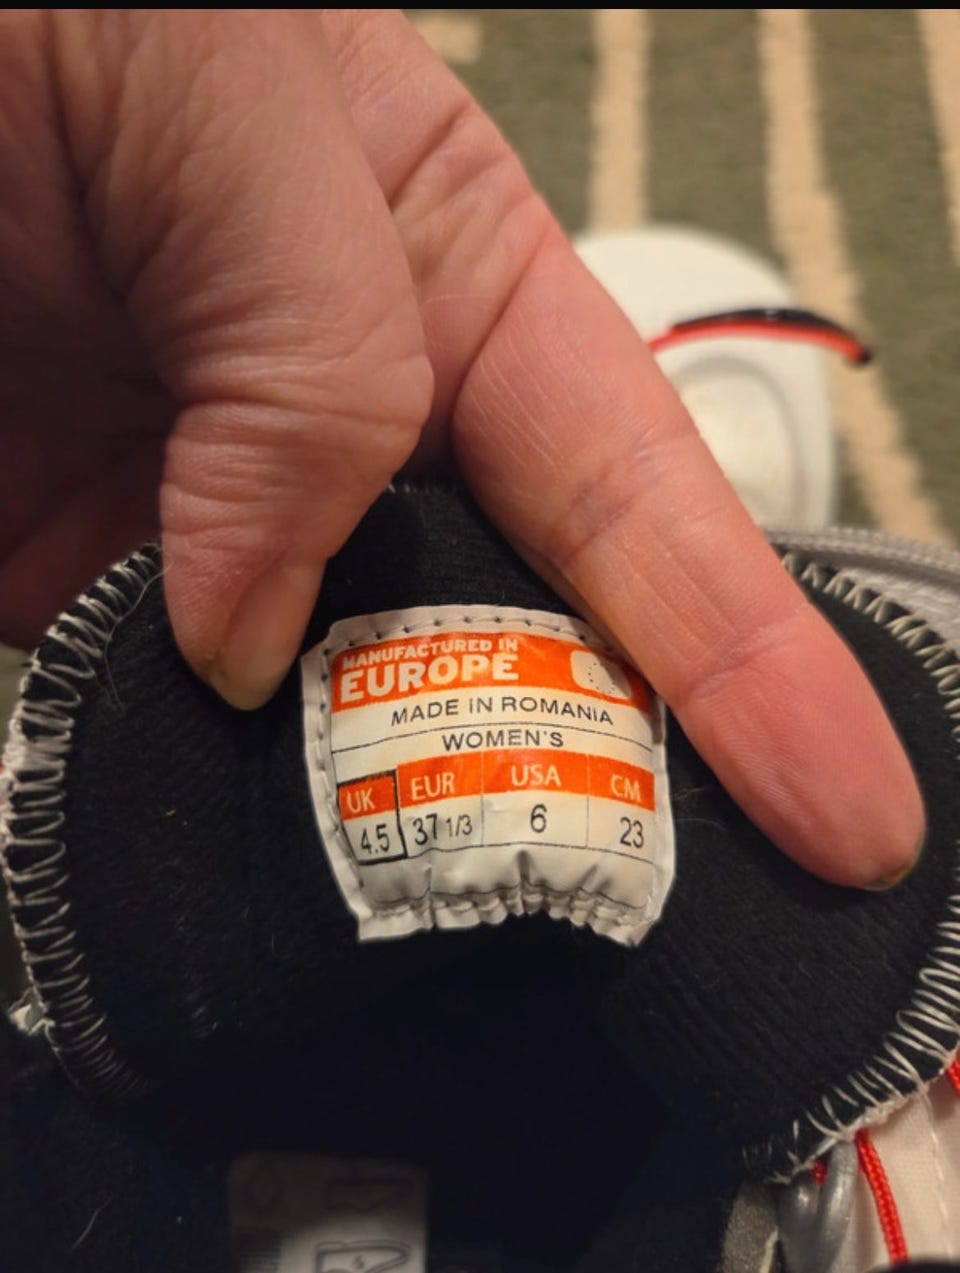 MANUFACTURED IN
EUROPE
MADE IN ROMANIA
WOMEN'S
UK EUR USA CM
4.5 37 1/3 6 23